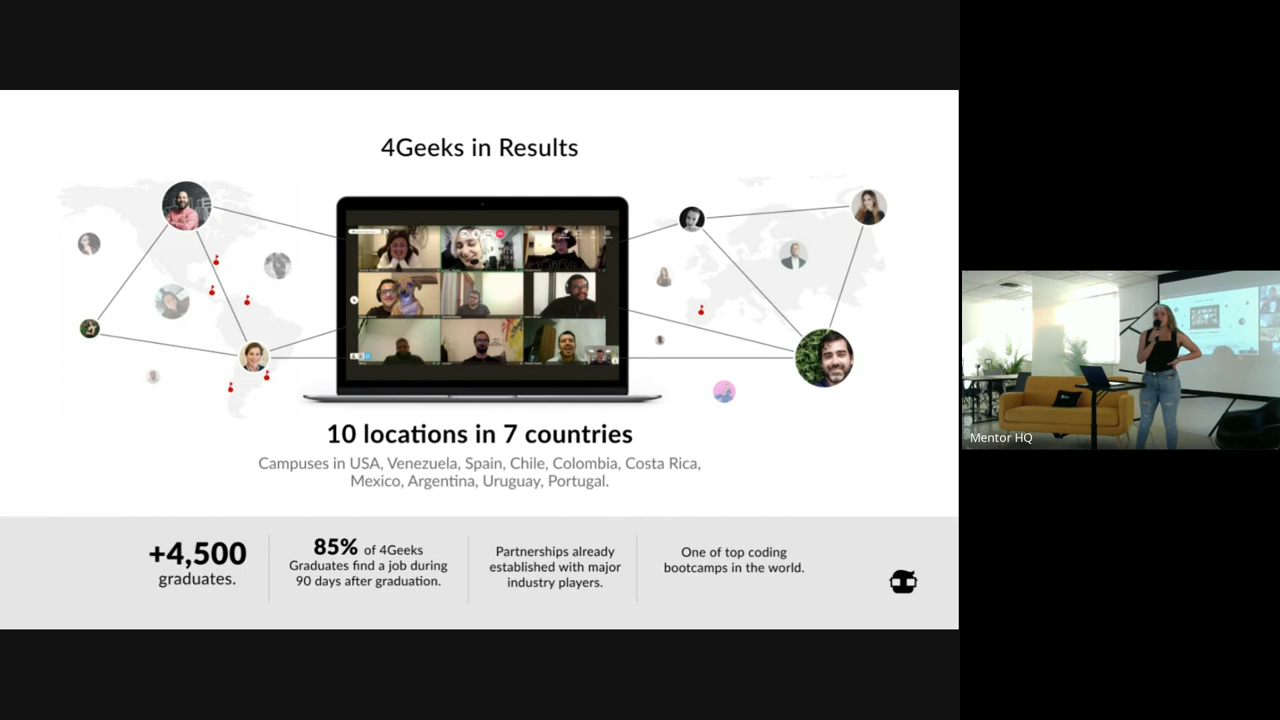 4Geeks in Results
10 locations in 7 countries
Campuses in USA, Venezuela, Spain, Chile, Colombia, Costa Rica,
Mexico, Argentina, Uruguay, Portugal.
+4,500
graduates.
85% of 4Geeks
Graduates find a job during
90 days after graduation.
Partnerships already
established with major
industry players.
One of top coding
bootcamps in the world.
Mentor HQ